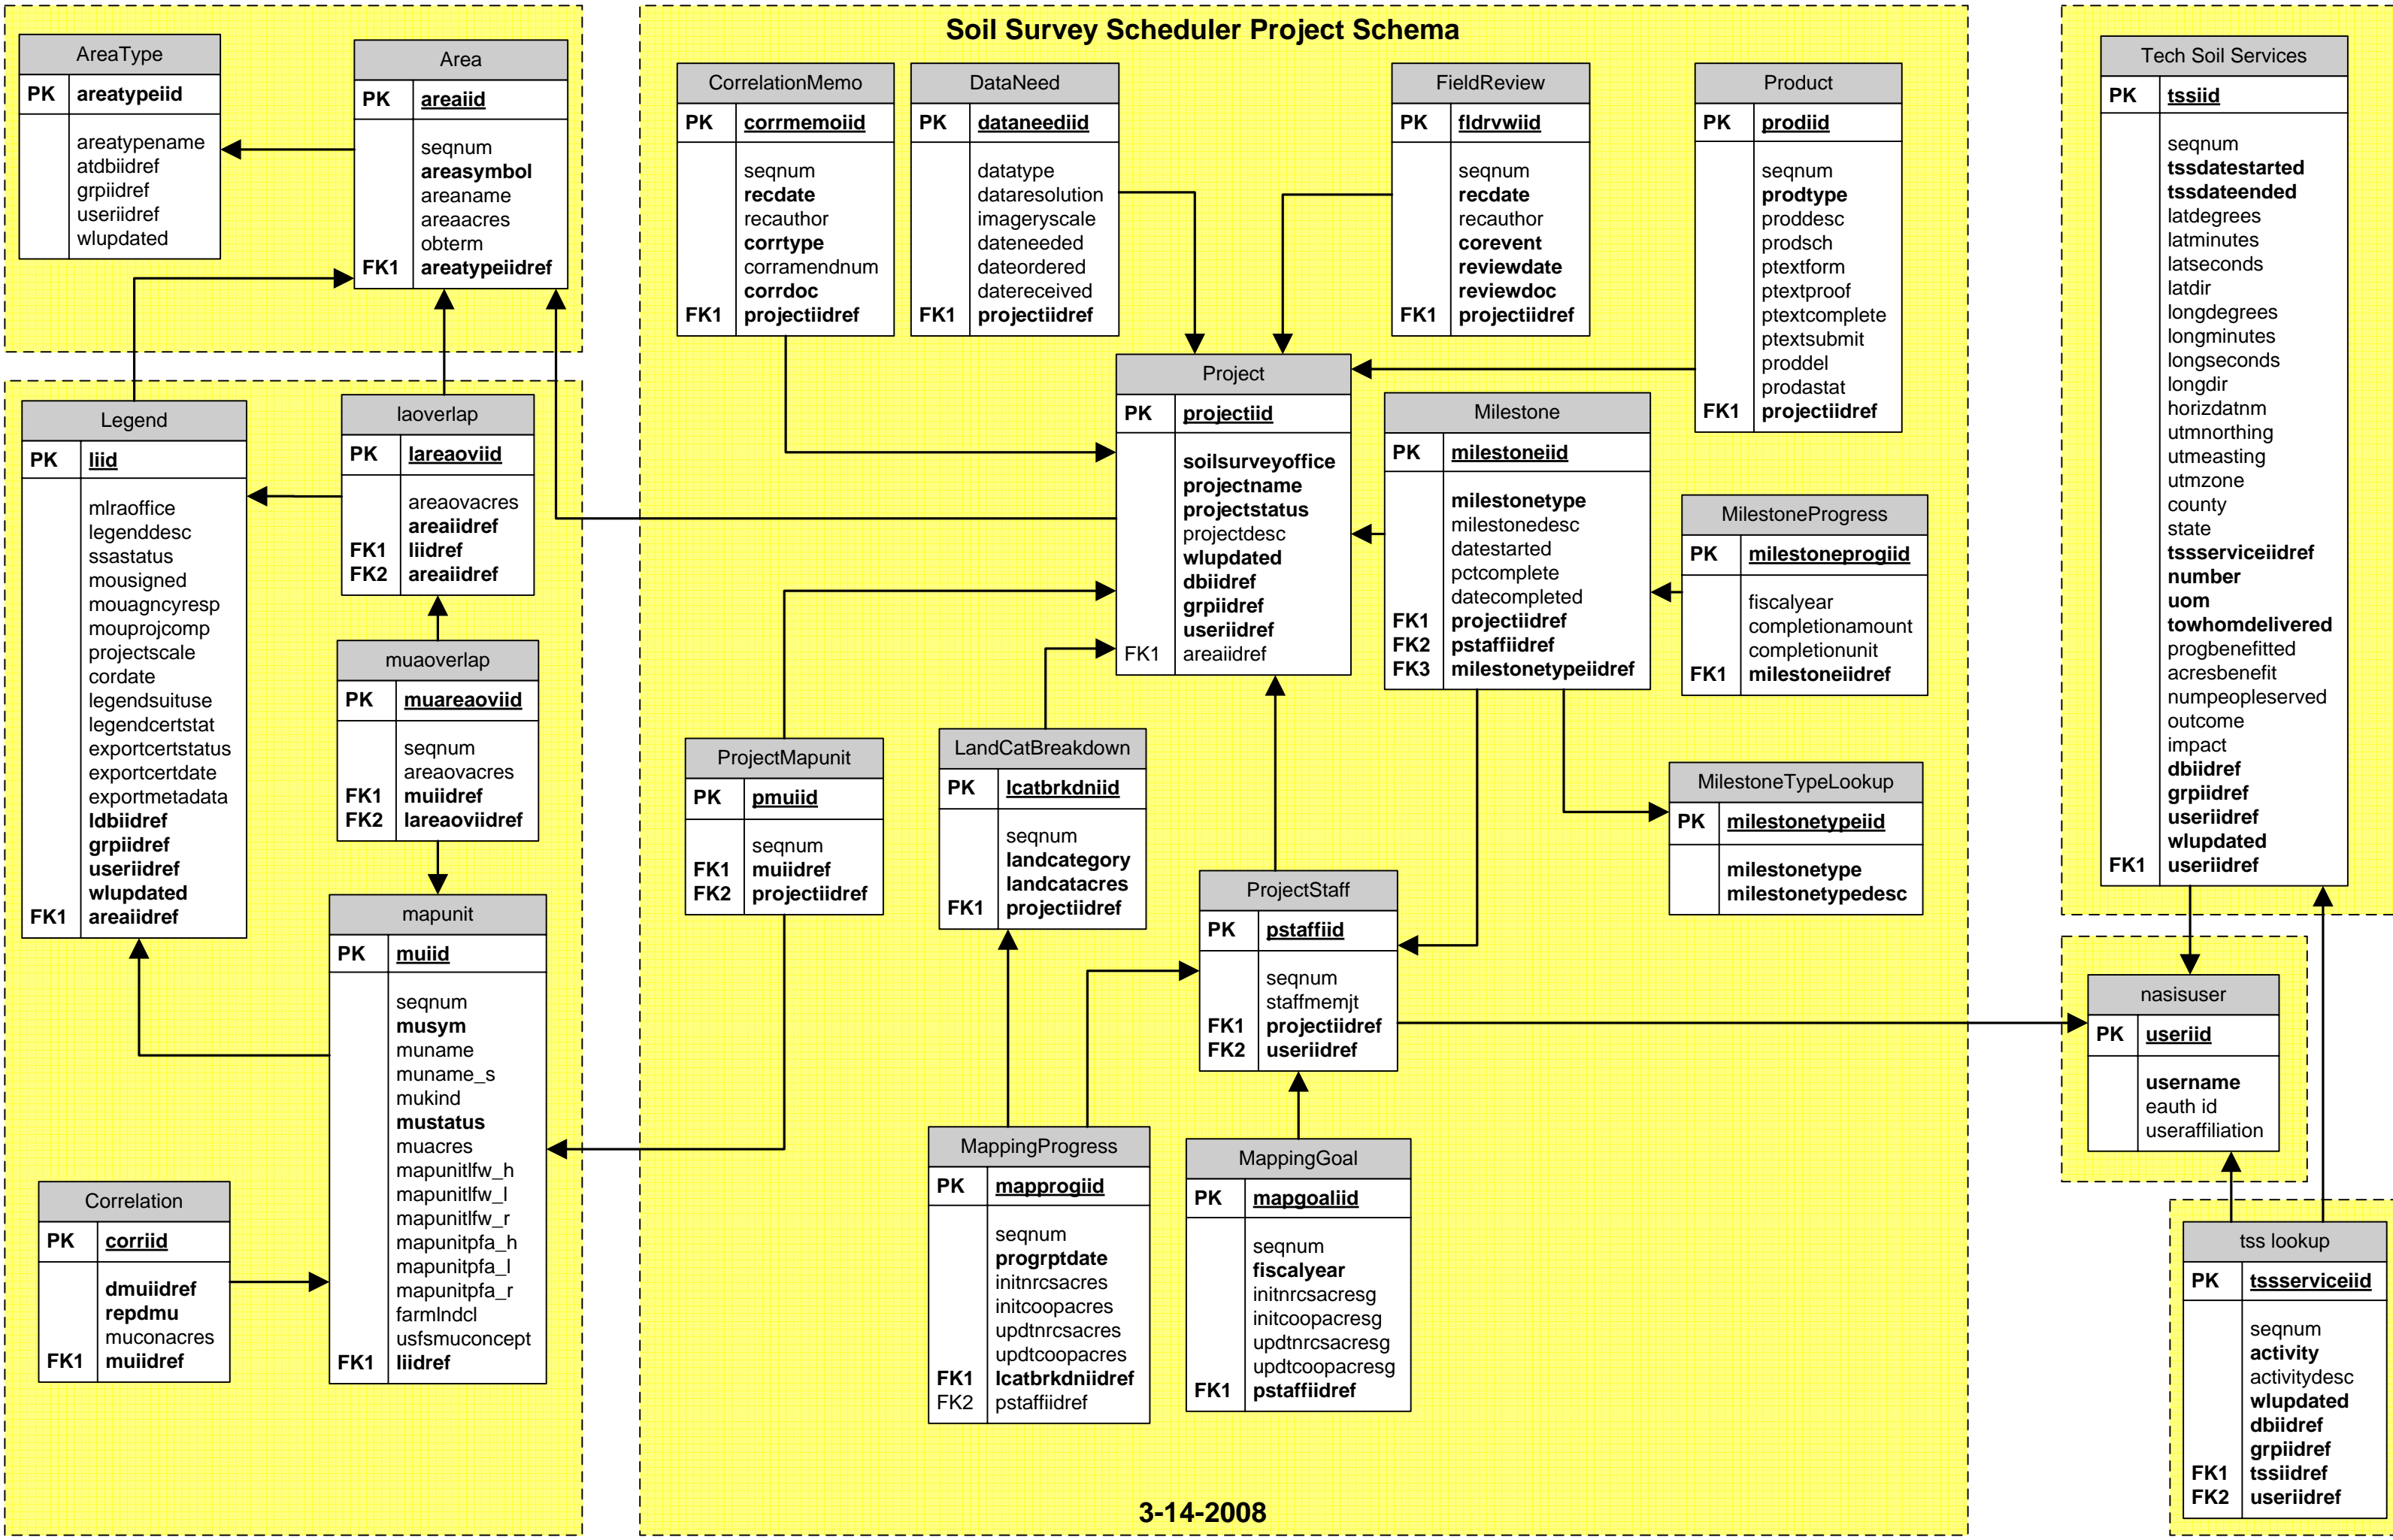 Soil Survey Scheduler Project Schema
AreaType
PK areatypeiid
areatypename
atdbiidref
grpiidref
useriidref
wlupdated
Area
PK areaiid
seqnum
areasymbol
areaname
areaacres
obterm
FK1 areatypeiidref
Legend
PK liid
mlraoffice
legenddesc
ssastatus
mousigned
mouagncyresp
mouprojcomp
projectscale
cordate
legendsuituse
legendcertstat
exportcertstatus
exportcertdate
exportmetadata
ldbiidref
grpiidref
useriidref
wlupdated
FK1 areaiidref
laoverlap
PK lareaoviid
areaovacres
areaiidref
FK1 liidref
FK2 areaiidref
muaoverlap
PK muareaoviid
seqnum
areaovacres
FK1 muiidref
FK2 lareaoviidref
mapunit
PK muiid
seqnum
musym
muname
muname_s
mukind
mustatus
muacres
mapunitlfw_h
mapunitlfw_l
mapunitlfw_r
mapunitpfa_h
mapunitpfa_l
mapunitpfa_r
farmlndcl
usfsmuconcept
FK1 liidref
Correlation
PK corriid
dmuiidref
repdmu
muconacres
FK1 muiidref
CorrelationMemo
PK corrmemoiid
seqnum
recdate
recauthor
corrtype
corramendnum
corrdoc
FK1 projectiidref
DataNeed
PK dataneediid
datatype
dataresolution
imageryscale
dateneeded
dateordered
datereceived
FK1 projectiidref
FieldReview
PK fldrvwiid
seqnum
recdate
recauthor
corevent
reviewdate
reviewdoc
FK1 projectiidref
Product
PK prodiid
seqnum
prodtype
proddesc
prodsch
ptextform
ptextproof
ptextcomplete
ptextsubmit
proddel
prodastat
FK1 projectiidref
Project
PK projectiid
soilsurveyoffice
projectname
projectstatus
projectdesc
wlupdated
dbiidref
grpiidref
useriidref
FK1 areaiidref
Milestone
PK milestoneiid
milestonetype
milestonedesc
datestarted
pctcomplete
datecompleted
FK1 projectiidref
FK2 pstaffiidref
FK3 milestonetypeiidref
MilestoneProgress
PK milestoneprogiid
fiscalyear
completionamount
completionunit
FK1 milestoneiidref
ProjectMapunit
PK pmuiid
seqnum
FK1 muiidref
FK2 projectiidref
LandCatBreakdown
PK lcatbrkdniid
seqnum
landcategory
landcatacres
FK1 projectiidref
MilestoneTypeLookup
PK milestonetypeiid
milestonetype
milestonetypedesc
ProjectStaff
PK pstaffiid
seqnum
staffmemjt
FK1 projectiidref
FK2 useriidref
MappingProgress
PK mapprogiid
seqnum
progrptdate
initnrcsacres
initcoopacres
updtnrcsacres
updtcoopacres
FK1 lcatbrkdniidref
FK2 pstaffiidref
MappingGoal
PK mapgoaliid
seqnum
fiscalyear
initnrcsacresg
initcoopacresg
updtnrcsacresg
updtcoopacresg
FK1 pstaffiidref
3-14-2008
Tech Soil Services
PK tssiid
seqnum
tssdatestarted
tssdateended
latdegrees
latminutes
latseconds
latdir
longdegrees
longminutes
longseconds
longdir
horizdatnm
utmnorthing
utmeasting
utmzone
county
state
tssserviceiidref
number
uom
towhomdelivered
progbenefitted
acresbenefit
numpeopleserved
outcome
impact
dbiidref
grpiidref
useriidref
wlupdated
FK1 useriidref
nasisuser
PK useriid
username
eauth id
useraffiliation
tss lookup
PK tssserviceiid
seqnum
activity
activitydesc
wlupdated
dbiidref
grpiidref
FK1 tssiidref
FK2 useriidref